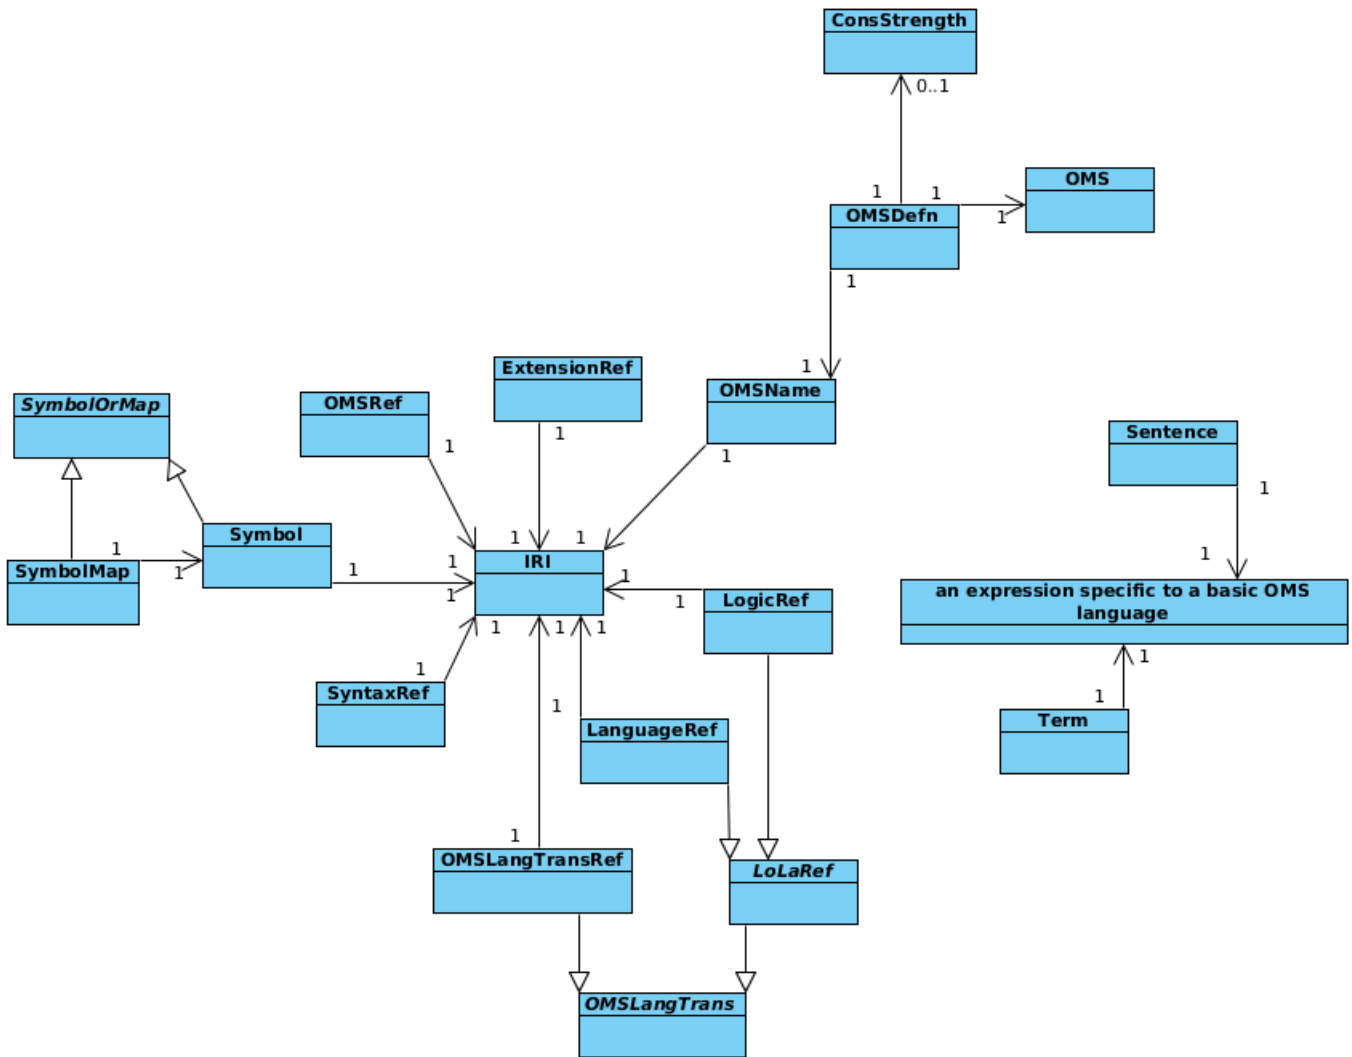 ConsStrength
0..1
OMS
1
1
1
OMSDefn
1
1
ExtensionRef
1
OMSName
SymbolOrMap
OMSRef
1
1
1
Sentence
1
Symbol
1
1
1
1
1
SymbolMap
1
1
1
IRI
1
1
LogicRef
an expression specific to a basic OMS
language
1
1
1
1
1
SyntaxRef
1
LanguageRef
1
Term
1
OMSLangTransRef
LoLaRef
OMSLangTrans